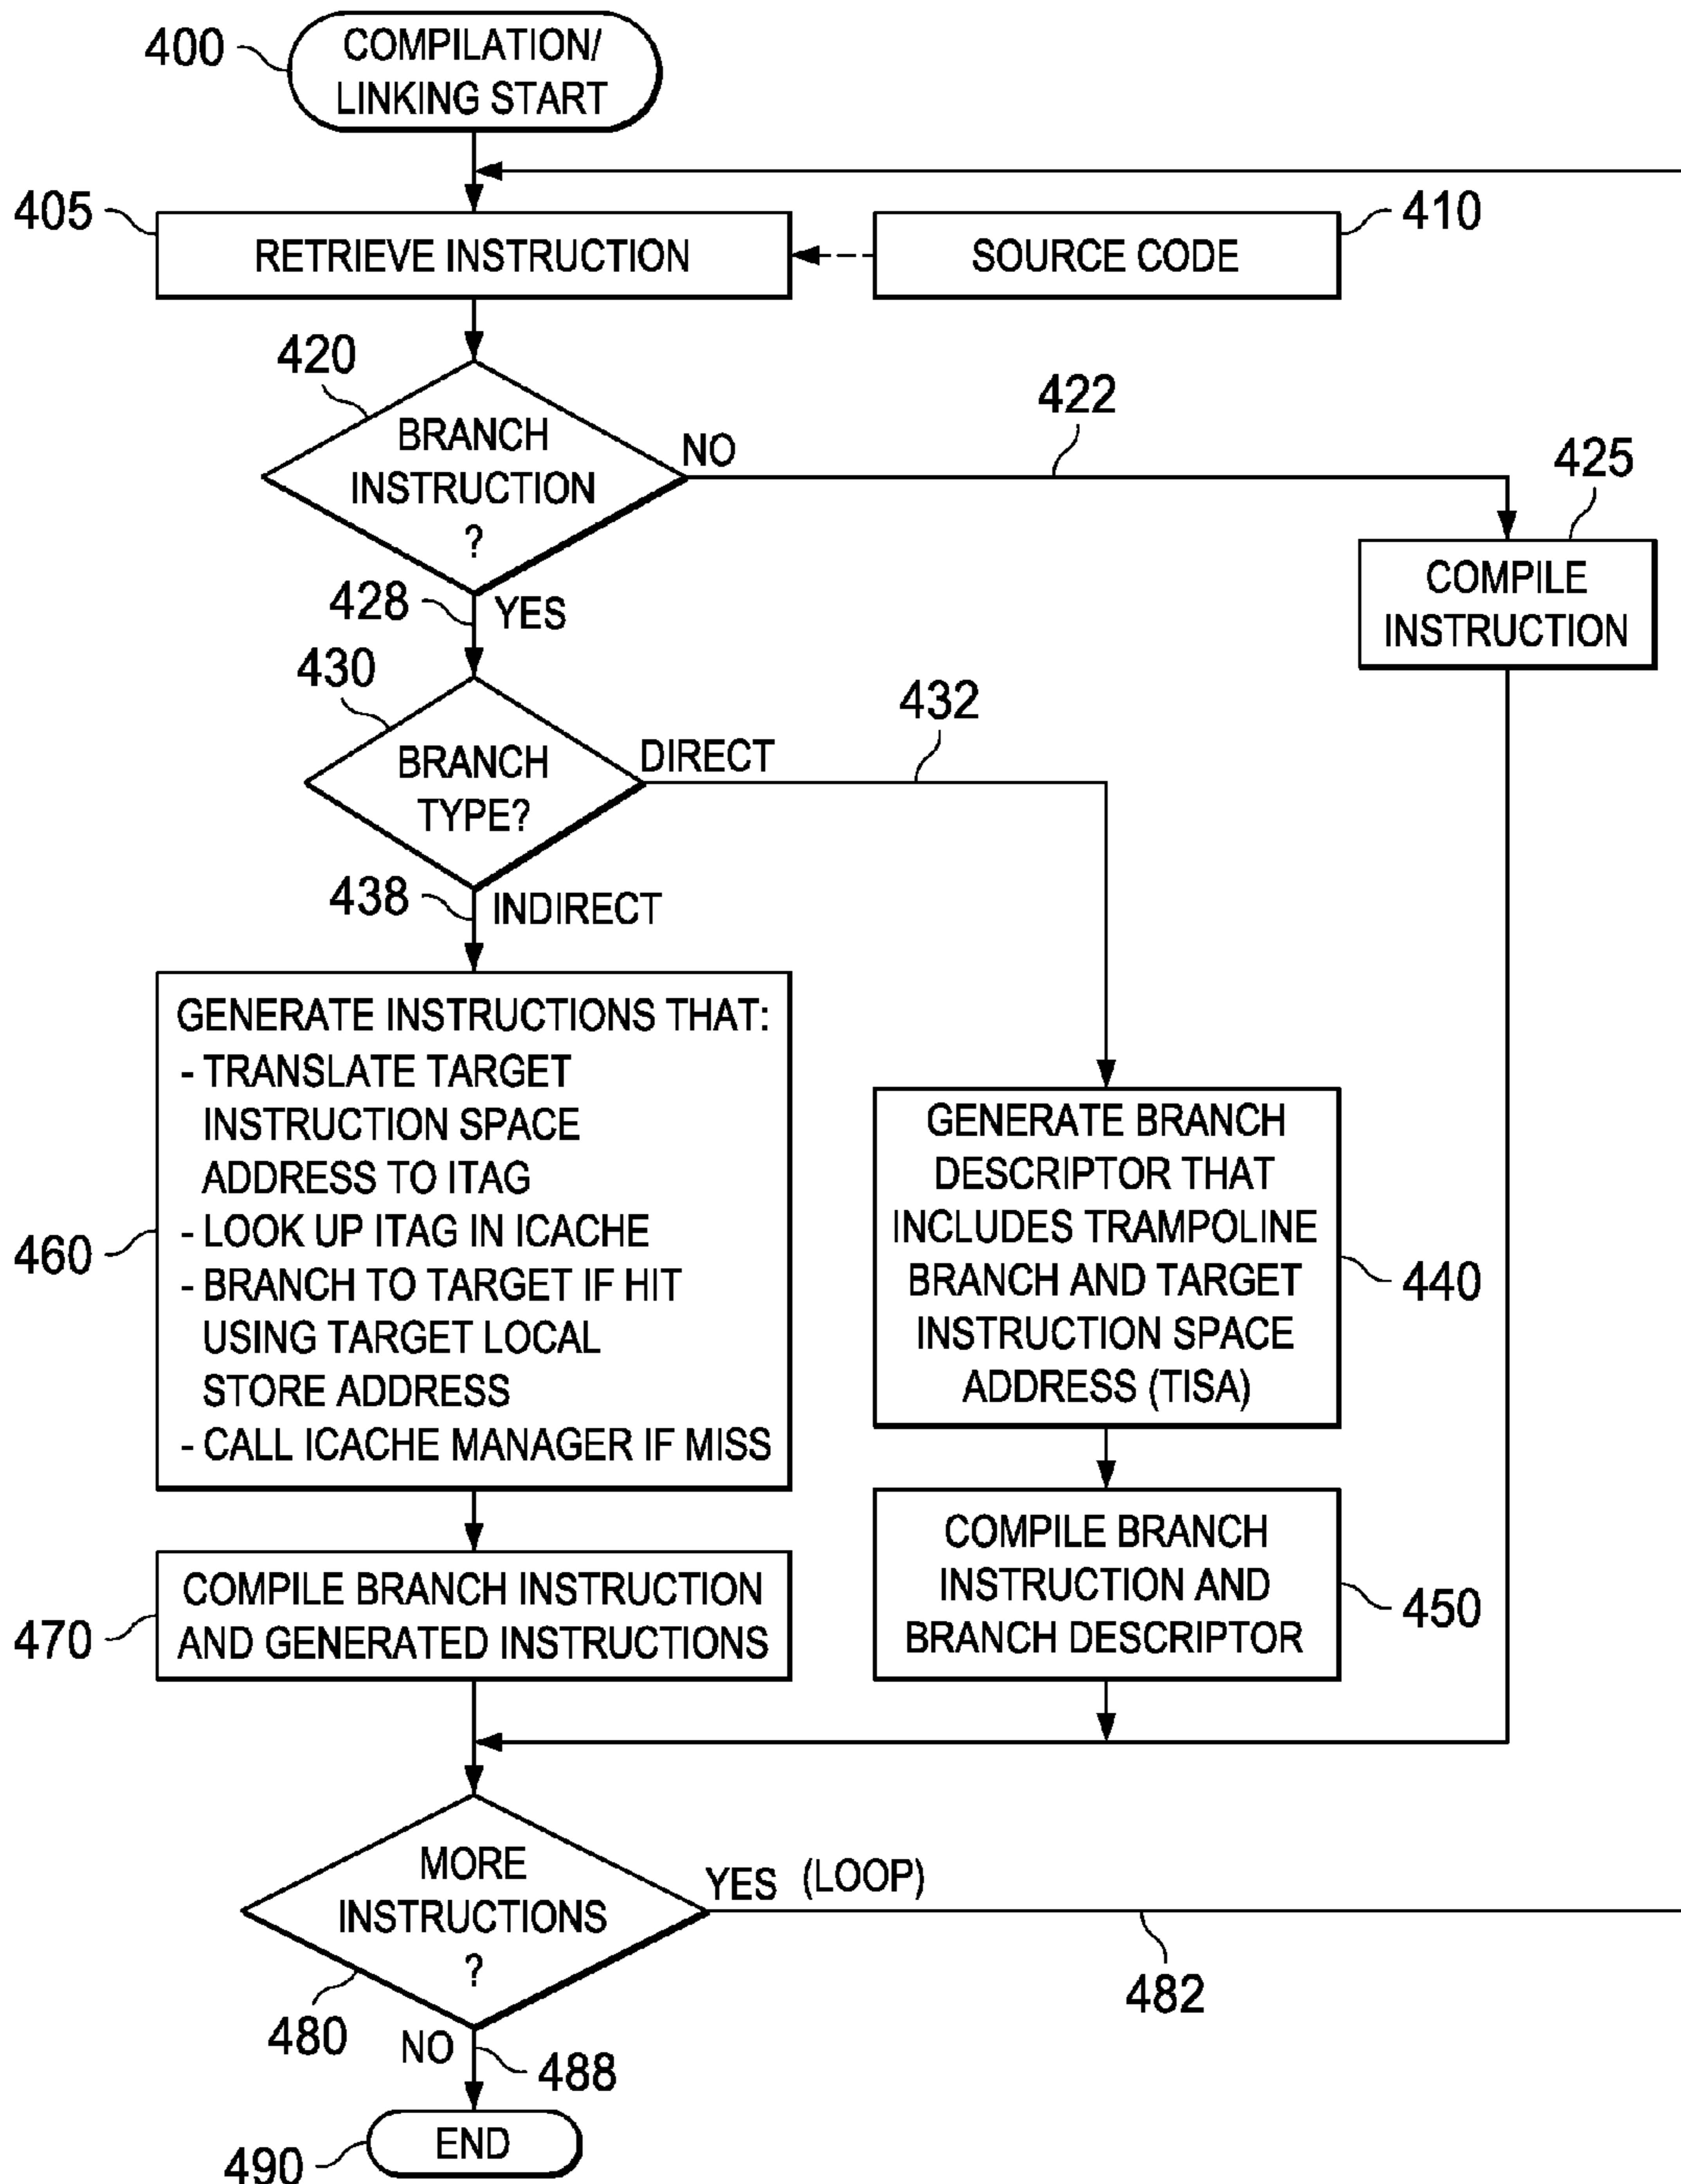 400
COMPILATION/
LINKING START
405
RETRIEVE INSTRUCTION
SOURCE CODE
410
420
BRANCH
INSTRUCTION
?
NO
422
425
COMPILE
INSTRUCTION
428
YES
430
BRANCH
TYPE?
DIRECT
432
438
INDIRECT
460
GENERATE INSTRUCTIONS THAT:
- TRANSLATE TARGET
INSTRUCTION SPACE
ADDRESS TO ITAG
- LOOK UP ITAG IN ICACHE
- BRANCH TO TARGET IF HIT
USING TARGET LOCAL
STORE ADDRESS
- CALL ICACHE MANAGER IF MISS
GENERATE BRANCH
DESCRIPTOR THAT
INCLUDES TRAMPOLINE
BRANCH AND TARGET
INSTRUCTION SPACE
ADDRESS (TISA)
440
470
COMPILE BRANCH INSTRUCTION
AND GENERATED INSTRUCTIONS
COMPILE BRANCH
INSTRUCTION AND
BRANCH DESCRIPTOR
450
MORE
INSTRUCTIONS
?
YES (LOOP)
482
480
NO
488
END
490